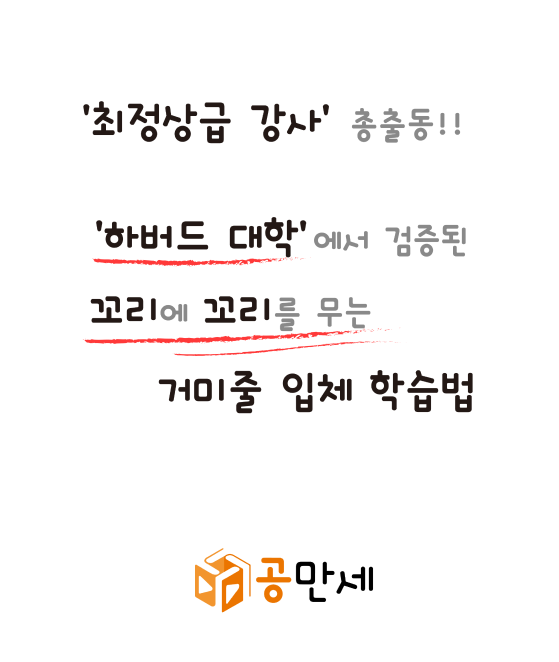 '최정상급 강사' 총출동!!
'하버드 대학'에서 검증된
꼬리에 꼬리를 무는
거미줄 입체 학습법
공만세